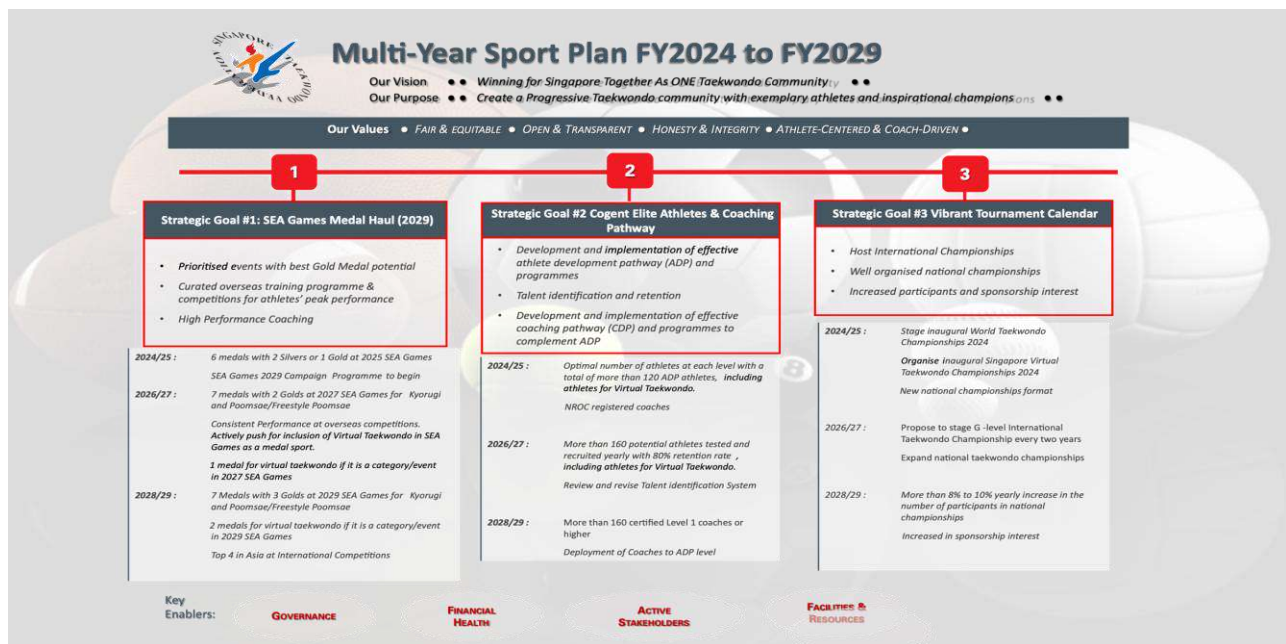 SINGAPORE TAEKWONDO
Multi-Year Sport Plan FY2024 to FY2029
Our Vision ●● Winning for Singapore Together As ONE Taekwondo Community ●●
Our Purpose ●● Create a Progressive Taekwondo community with exemplary athletes and inspirational champions ●●
Our Values ● FAIR & EQUITABLE ● OPEN & TRANSPARENT ● HONESTY & INTEGRITY ● ATHLETE-CENTERED & COACH-DRIVEN ●
1
Strategic Goal #1: SEA Games Medal Haul (2029)
• Prioritised events with best Gold Medal potential
• Curated overseas training programme &
competitions for athletes' peak performance
• High Performance Coaching
2024/25 : 6 medals with 2 Silvers or 1 Gold at 2025 SEA Games
SEA Games 2029 Campaign Programme to begin
2026/27 : 7 medals with 2 Golds at 2027 SEA Games for Kyorugi
and Poomsae/Freestyle Poomsae
Consistent Performance at overseas competitions.
Actively push for inclusion of Virtual Taekwondo in SEA
Games as a medal sport.
1 medal for virtual taekwondo if it is a category/event
in 2027 SEA Games
2028/29 : 7 Medals with 3 Golds at 2029 SEA Games for Kyorugi
and Poomsae/Freestyle Poomsae
2 medals for virtual taekwondo if it is a category/event
in 2029 SEA Games
Top 4 in Asia at International Competitions
2
Strategic Goal #2 Cogent Elite Athletes & Coaching
Pathway
• Development and implementation of effective
athlete development pathway (ADP) and
programmes
• Talent identification and retention
• Development and implementation of effective
coaching pathway (CDP) and programmes to
complement ADP
2024/25 : Optimal number of athletes at each level with a
total of more than 120 ADP athletes, including
athletes for Virtual Taekwondo.
NROC registered coaches
2026/27 : More than 160 potential athletes tested and
recruited yearly with 80% retention rate ,
including athletes for Virtual Taekwondo.
Review and revise Talent identification System
2028/29 : More than 160 certified Level 1 coaches or
higher
Deployment of Coaches to ADP level
3
Strategic Goal #3 Vibrant Tournament Calendar
• Host International Championships
• Well organised national championships
• Increased participants and sponsorship interest
2024/25 : Stage inaugural World Taekwondo
Championships 2024
Organise inaugural Singapore Virtual
Taekwondo Championships 2024
New national championships format
2026/27 : Propose to stage G -level International
Taekwondo Championship every two years
Expand national taekwondo championships
2028/29 : More than 8% to 10% yearly increase in the
number of participants in national
championships
Increased in sponsorship interest
8
Key
Enablers:
GOVERNANCE
FINANCIAL
HEALTH
ACTIVE
STAKEHOLDERS
FACILITIES &
RESOURCES